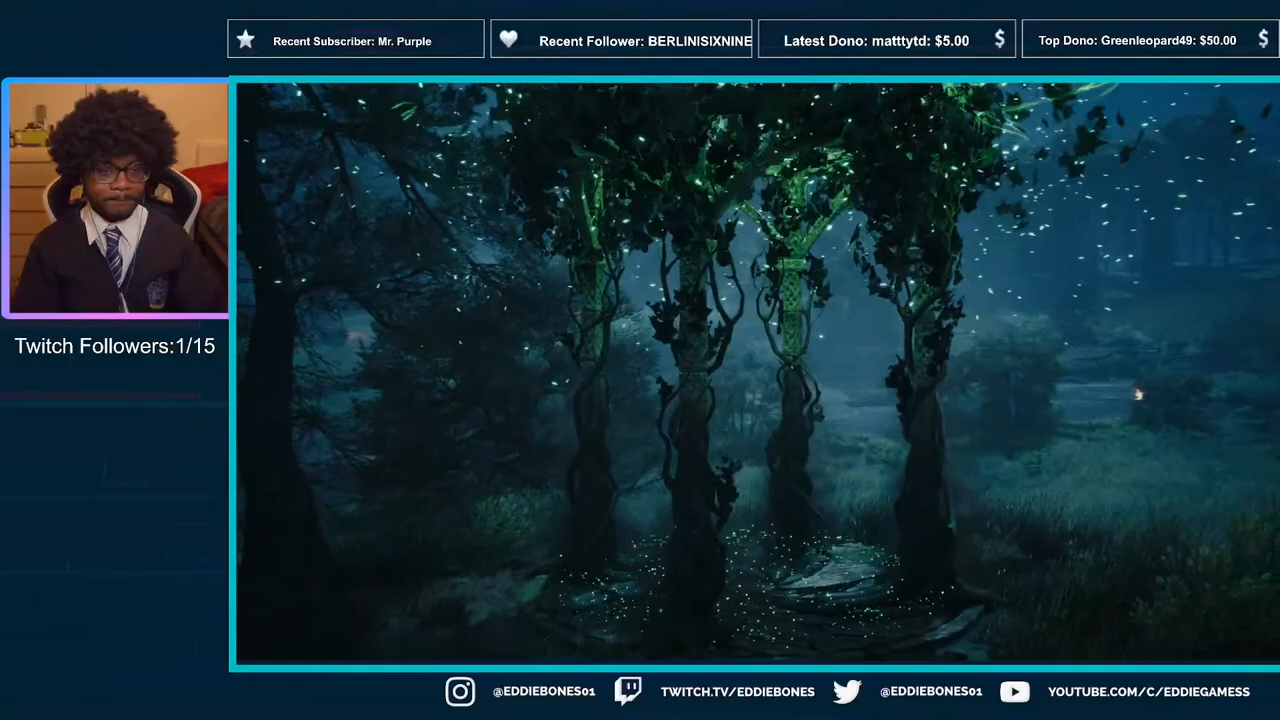 Recent Subscriber: Mr. Purple
Recent Follower: BERLINISIXNINE
Latest Dono: matttytd: $5.00
Top Dono: Greenleopard49: $50.00
Twitch Followers:1/15
@EDDIEBONES01
TWITCH.TV/EDDIEBONES
@EDDIEBONES01
YOUTUBE.COM/C/EDDIEGAMESS